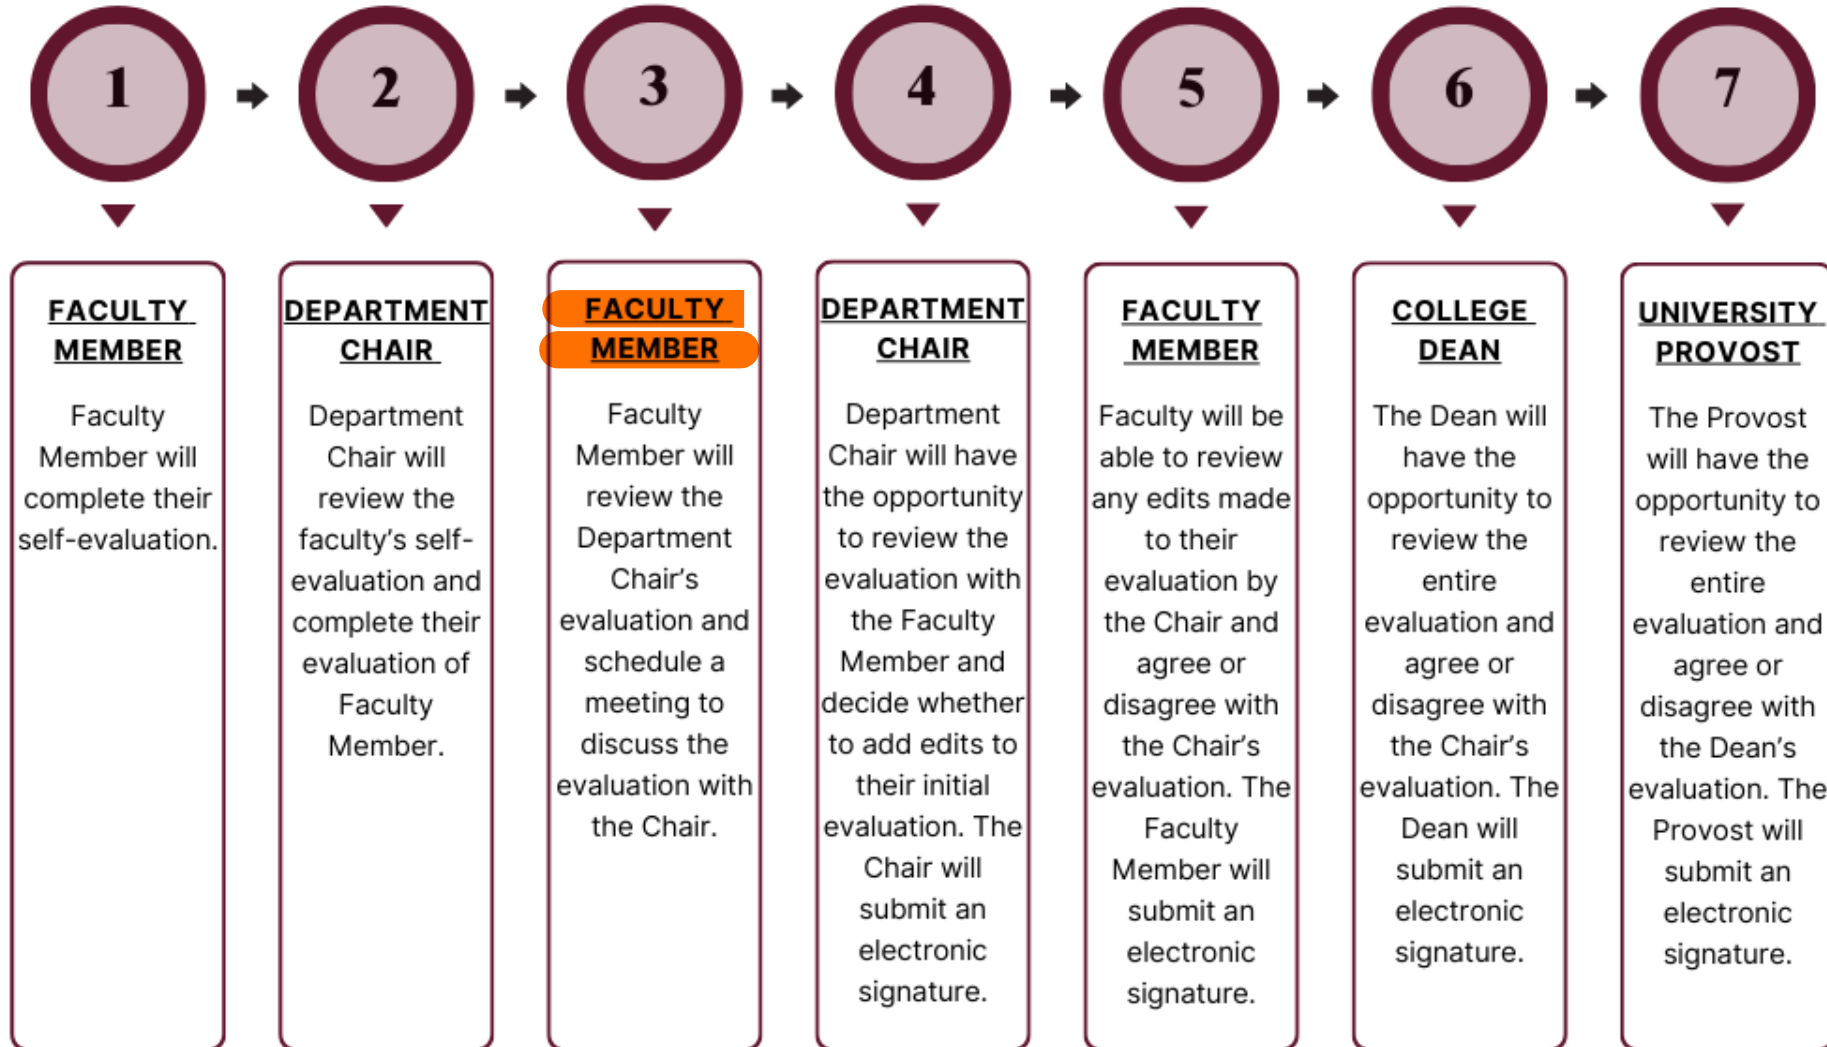 1
2
3
4
5
6
7
FACULTY
MEMBER
Faculty
Member will
complete their
self-evaluation.
DEPARTMENT
CHAIR
Department
Chair will
review the
faculty's self-
evaluation and
complete their
evaluation of
Faculty
Member.
FACULTY
MEMBER
Faculty
Member will
review the
Department
Chair's
evaluation and
schedule a
meeting to
discuss the
evaluation with
the Chair.
DEPARTMENT
CHAIR
Department
Chair will have
the opportunity
to review the
evaluation with
the Faculty
Member and
decide whether
to add edits to
their initial
evaluation. The
Chair will
submit an
electronic
signature.
FACULTY
MEMBER
Faculty will be
able to review
any edits made
to their
evaluation by
the Chair and
agree or
disagree with
the Chair's
evaluation. The
Faculty
Member will
submit an
electronic
signature.
COLLEGE
DEAN
The Dean will
have the
opportunity to
review the
entire
evaluation and
agree or
disagree with
the Chair's
evaluation. The
Dean will
submit an
electronic
signature.
UNIVERSITY
PROVOST
The Provost
will have the
opportunity to
review the
entire
evaluation and
agree or
disagree with
the Dean's
evaluation. The
Provost will
submit an
electronic
signature.